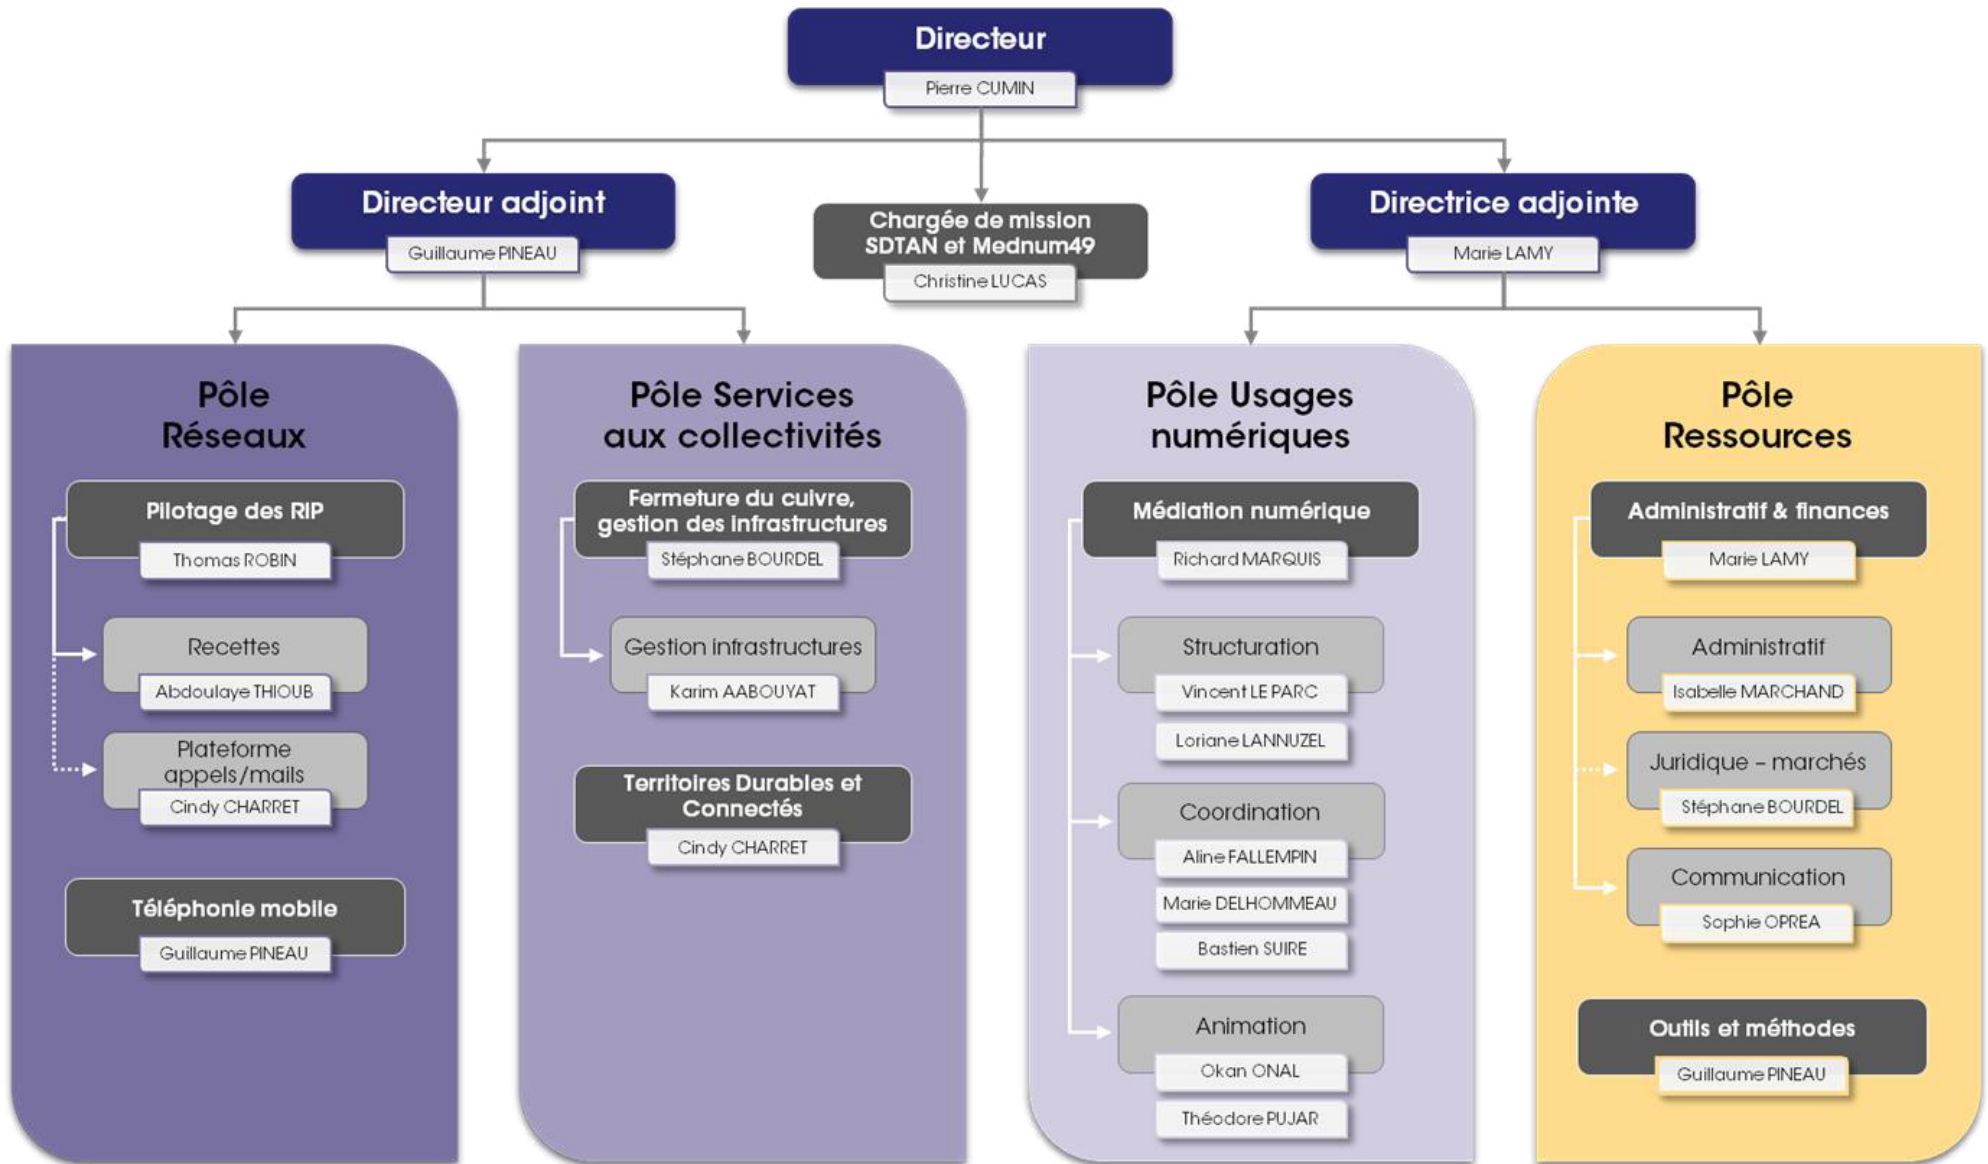 Directeur
Pierre CUMIN
Directeur adjoint
Guillaume PINEAU
Chargée de mission
SDTAN et Mednum49
Christine LUCAS
Directrice adjointe
Marie LAMY
Pôle
Réseaux
Pilotage des RIP
Thomas ROBIN
Recettes
Abdoulaye THIOUB
Plateforme
appels/mails
Cindy CHARRET
Téléphonie mobile
Guillaume PINEAU
Pôle Services
aux collectivités
Fermeture du cuivre,
gestion des infrastructures
Stéphane BOURDEL
Gestion infrastructures
Karim AABOUYAT
Territoires Durables et
Connectés
Cindy CHARRET
Pôle Usages
numériques
Médiation numérique
Richard MARQUIS
Structuration
Vincent LE PARC
Loriane LANNUZEL
Coordination
Aline FALLEMPIN
Marie DELHOMMEAU
Bastien SUIRE
Animation
Okan ONAL
Théodore PUJAR
Pôle
Ressources
Administratif & finances
Marie LAMY
Administratif
Isabelle MARCHAND
Juridique – marchés
Stéphane BOURDEL
Communication
Sophie OPREA
Outils et méthodes
Guillaume PINEAU